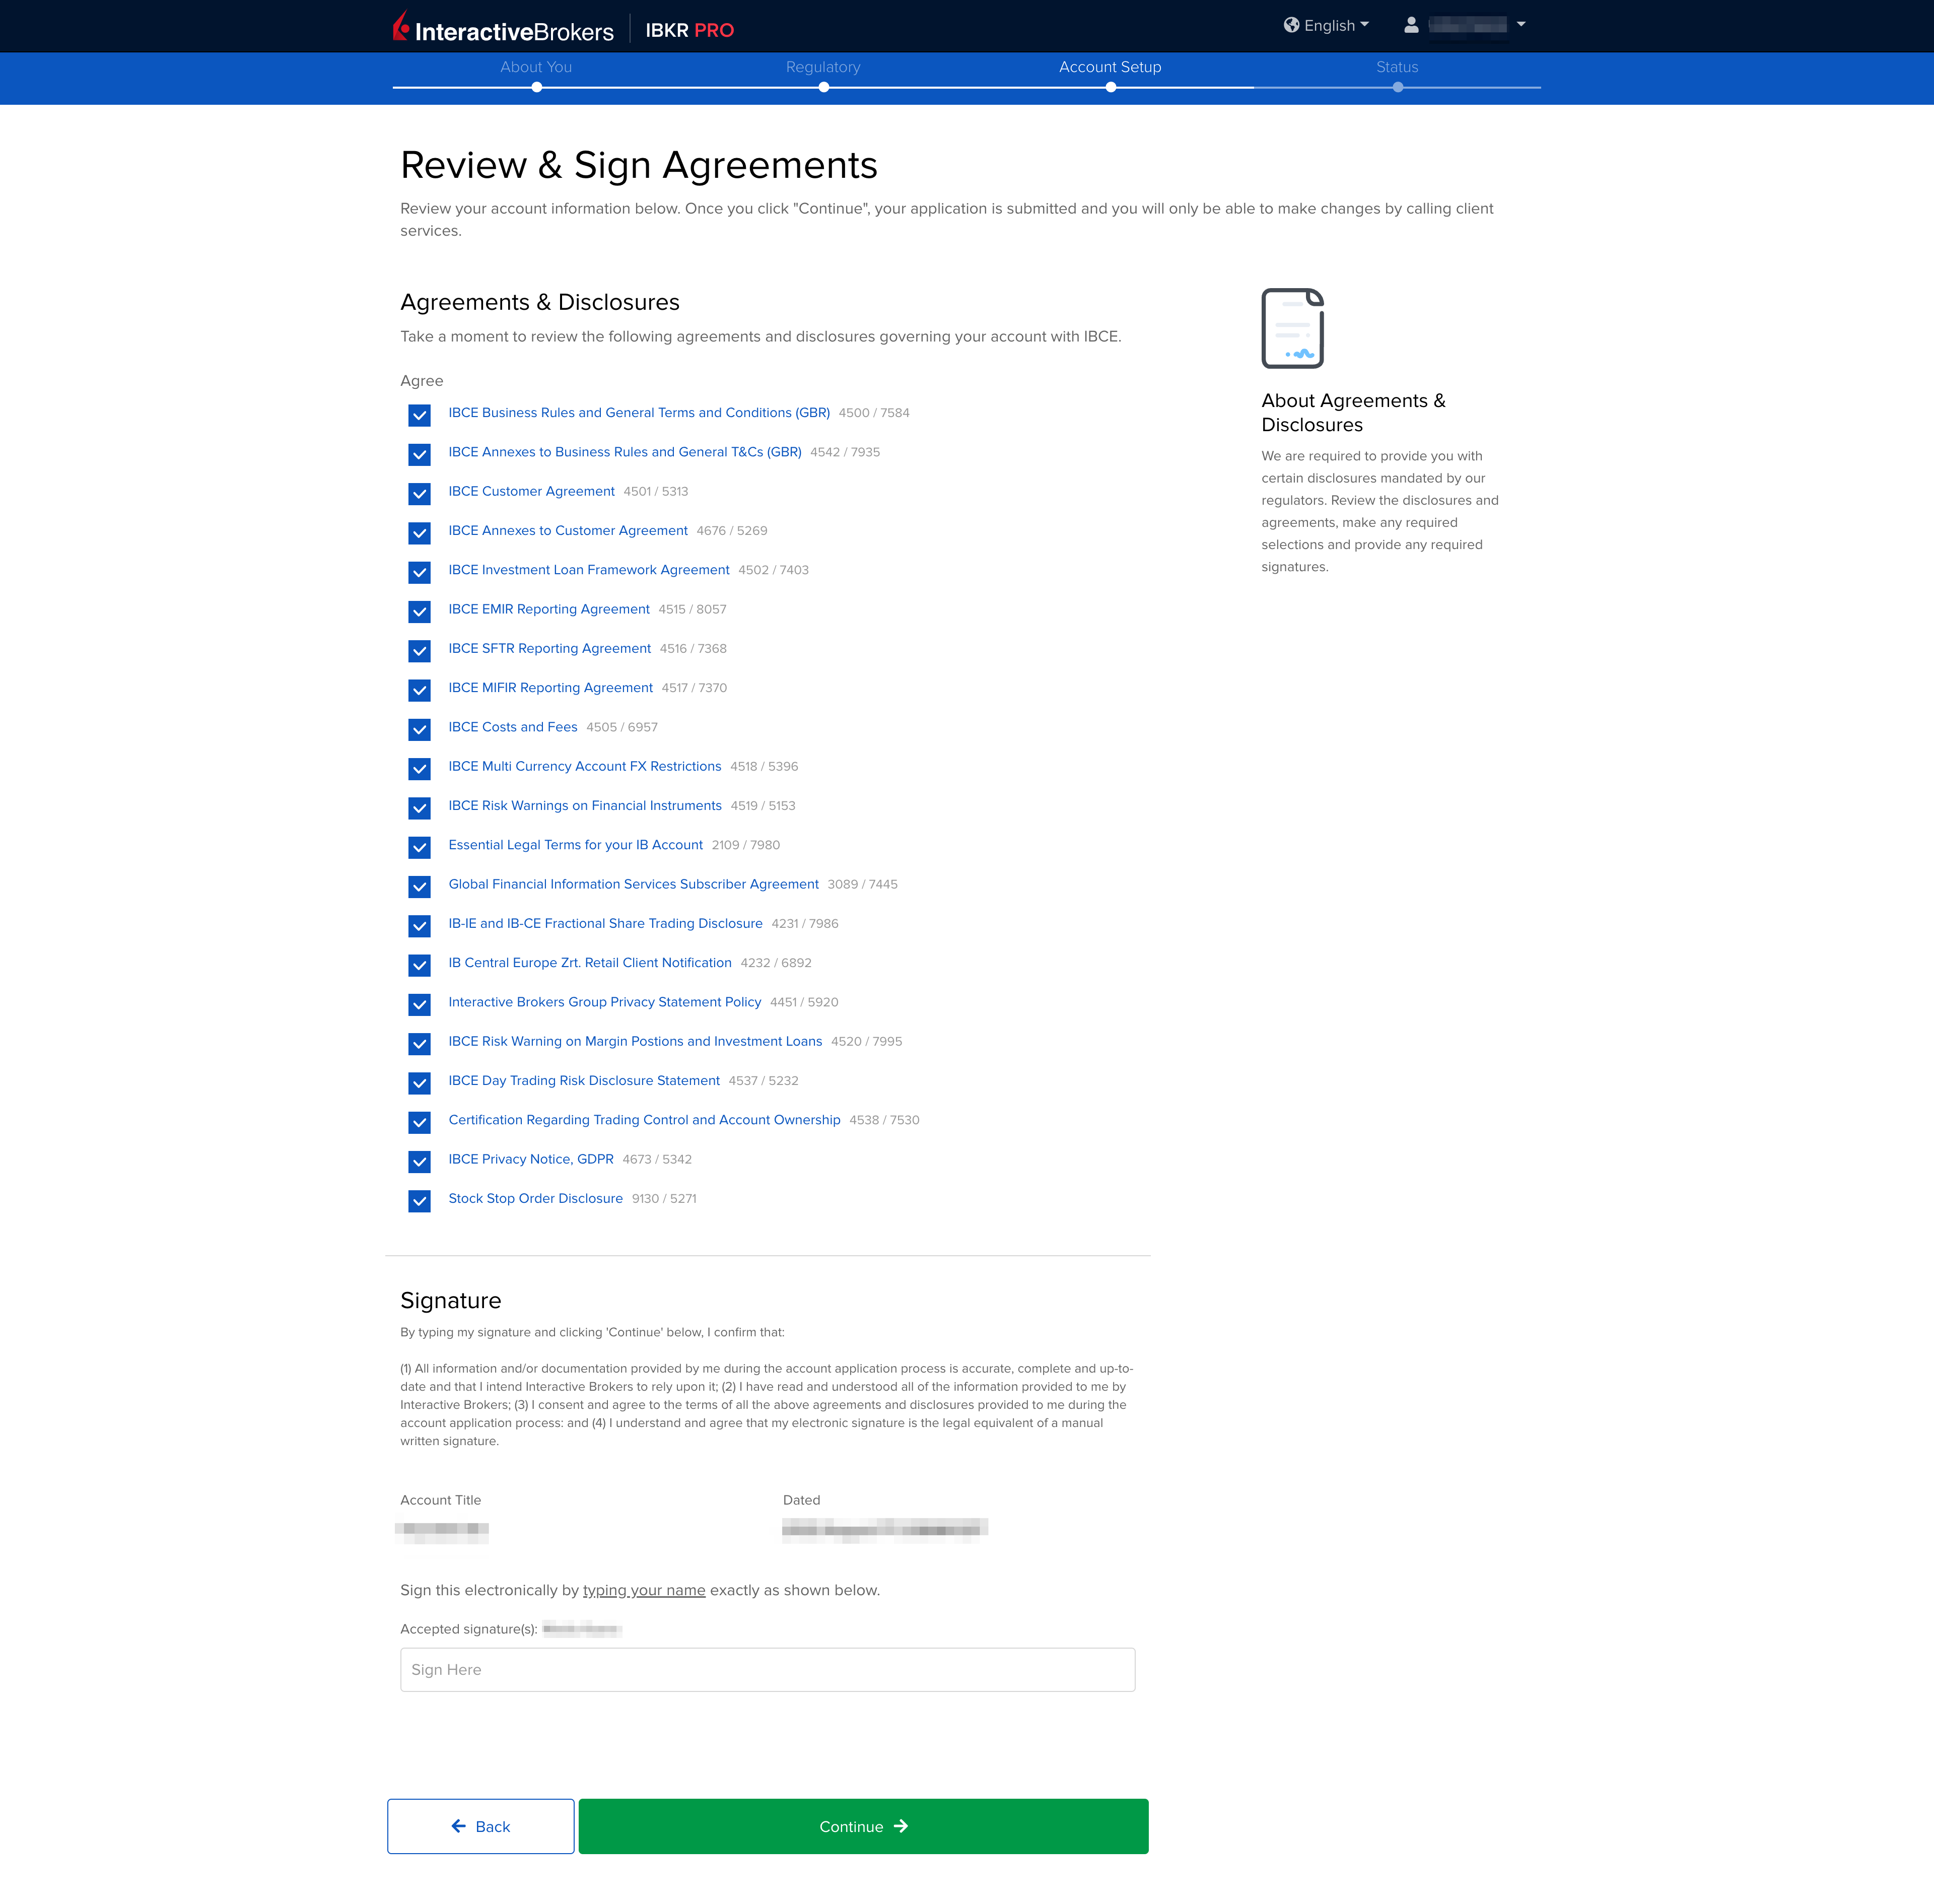 InteractiveBrokers IBKR PRO English
About You Regulatory Account Setup Status
Review & Sign Agreements
Review your account information below. Once you click "Continue", your application is submitted and you will only be able to make changes by calling client
services.
Agreements & Disclosures
Take a moment to review the following agreements and disclosures governing your account with IBCE.
Agree
IBCE Business Rules and General Terms and Conditions (GBR) 4500 / 7584
IBCE Annexes to Business Rules and General T&Cs (GBR) 4542 / 7935
IBCE Customer Agreement 4501 / 5313
IBCE Annexes to Customer Agreement 4676 / 5269
IBCE Investment Loan Framework Agreement 4502 / 7403
IBCE EMIR Reporting Agreement 4515 / 8057
IBCE SFTR Reporting Agreement 4516 / 7368
IBCE MIFIR Reporting Agreement 4517 / 7370
IBCE Costs and Fees 4505 / 6957
IBCE Multi Currency Account FX Restrictions 4518 / 5396
IBCE Risk Warnings on Financial Instruments 4519 / 5153
Essential Legal Terms for your IB Account 2109 / 7980
Global Financial Information Services Subscriber Agreement 3089 / 7445
IB-IE and IB-CE Fractional Share Trading Disclosure 4231 / 7986
IB Central Europe Zrt. Retail Client Notification 4232 / 6892
Interactive Brokers Group Privacy Statement Policy 4451 / 5920
IBCE Risk Warning on Margin Postions and Investment Loans 4520 / 7995
IBCE Day Trading Risk Disclosure Statement 4537 / 5232
Certification Regarding Trading Control and Account Ownership 4538 / 7530
IBCE Privacy Notice, GDPR 4673 / 5342
Stock Stop Order Disclosure 9130 / 5271
About Agreements &
Disclosures
We are required to provide you with
certain disclosures mandated by our
regulators. Review the disclosures and
agreements, make any required
selections and provide any required
signatures.
Signature
By typing my signature and clicking 'Continue' below, I confirm that:
(1) All information and/or documentation provided by me during the account application process is accurate, complete and up-to-
date and that I intend Interactive Brokers to rely upon it; (2) I have read and understood all of the information provided to me by
Interactive Brokers; (3) I consent and agree to the terms of all the above agreements and disclosures provided to me during the
account application process: and (4) I understand and agree that my electronic signature is the legal equivalent of a manual
written signature.
Account Title Dated
Sign this electronically by typing your name exactly as shown below.
Accepted signature(s):
Sign Here
Back Continue